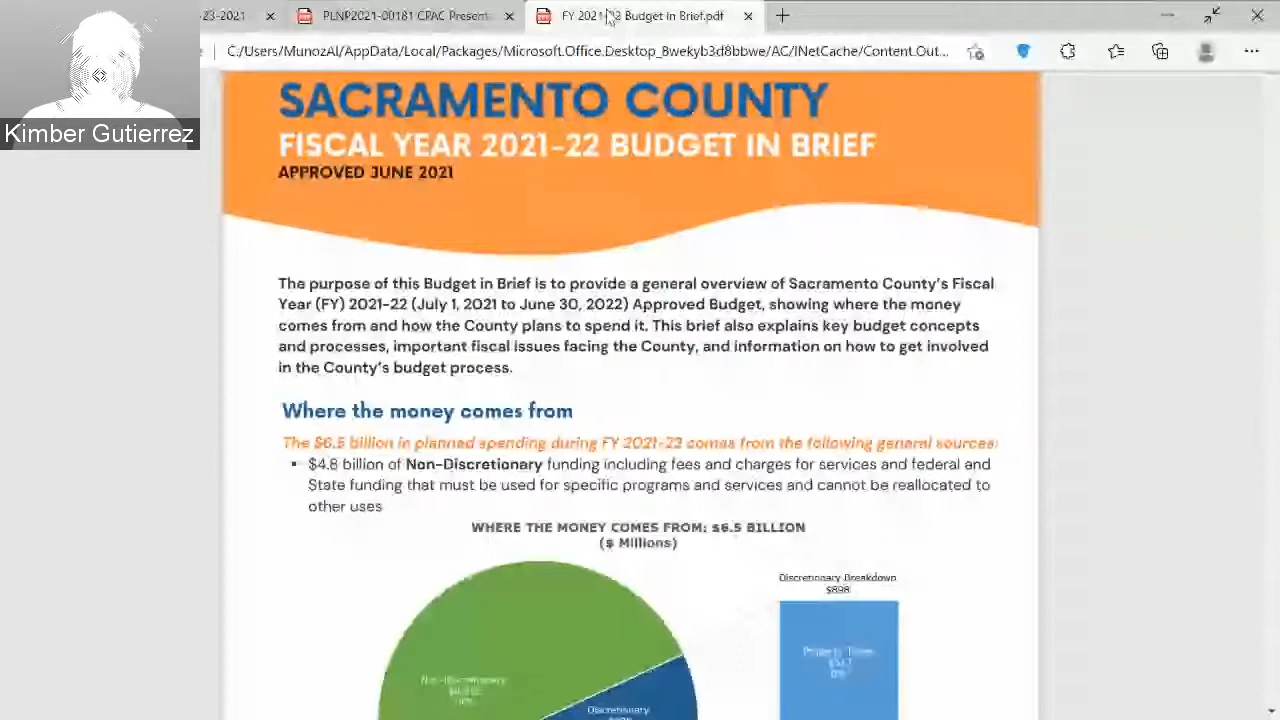 23-2021
PLNP2021-00181 CPAC Present
FY 2021-22 Budget in Brief.pdf
C:/Users/MunozAl/AppData/Local/Packages/Microsoft.Office.Desktop_8wekyb3d8bbwe/AC/INetCache/Content.Out...
Kimber Gutierrez
SACRAMENTO COUNTY
FISCAL YEAR 2021-22 BUDGET IN BRIEF
APPROVED JUNE 2021
The purpose of this Budget in Brief is to provide a general overview of Sacramento County's Fiscal
Year (FY) 2021-22 (July 1, 2021 to June 30, 2022) Approved Budget, showing where the money
comes from and how the County plans to spend it. This brief also explains key budget concepts
and processes, important fiscal issues facing the County, and information on how to get involved
in the County's budget process.
Where the money comes from
The $6.5 billion in planned spending during FY 2021-22 comes from the following general sources:
▪ $4.8 billion of Non-Discretionary funding including fees and charges for services and federal and
State funding that must be used for specific programs and services and cannot be reallocated to
other uses
WHERE THE MONEY COMES FROM: $6.5 BILLION
($ Millions)
Discretionary Breakdown
$898
Property Taxes
Non-Discretionary
Discretionary